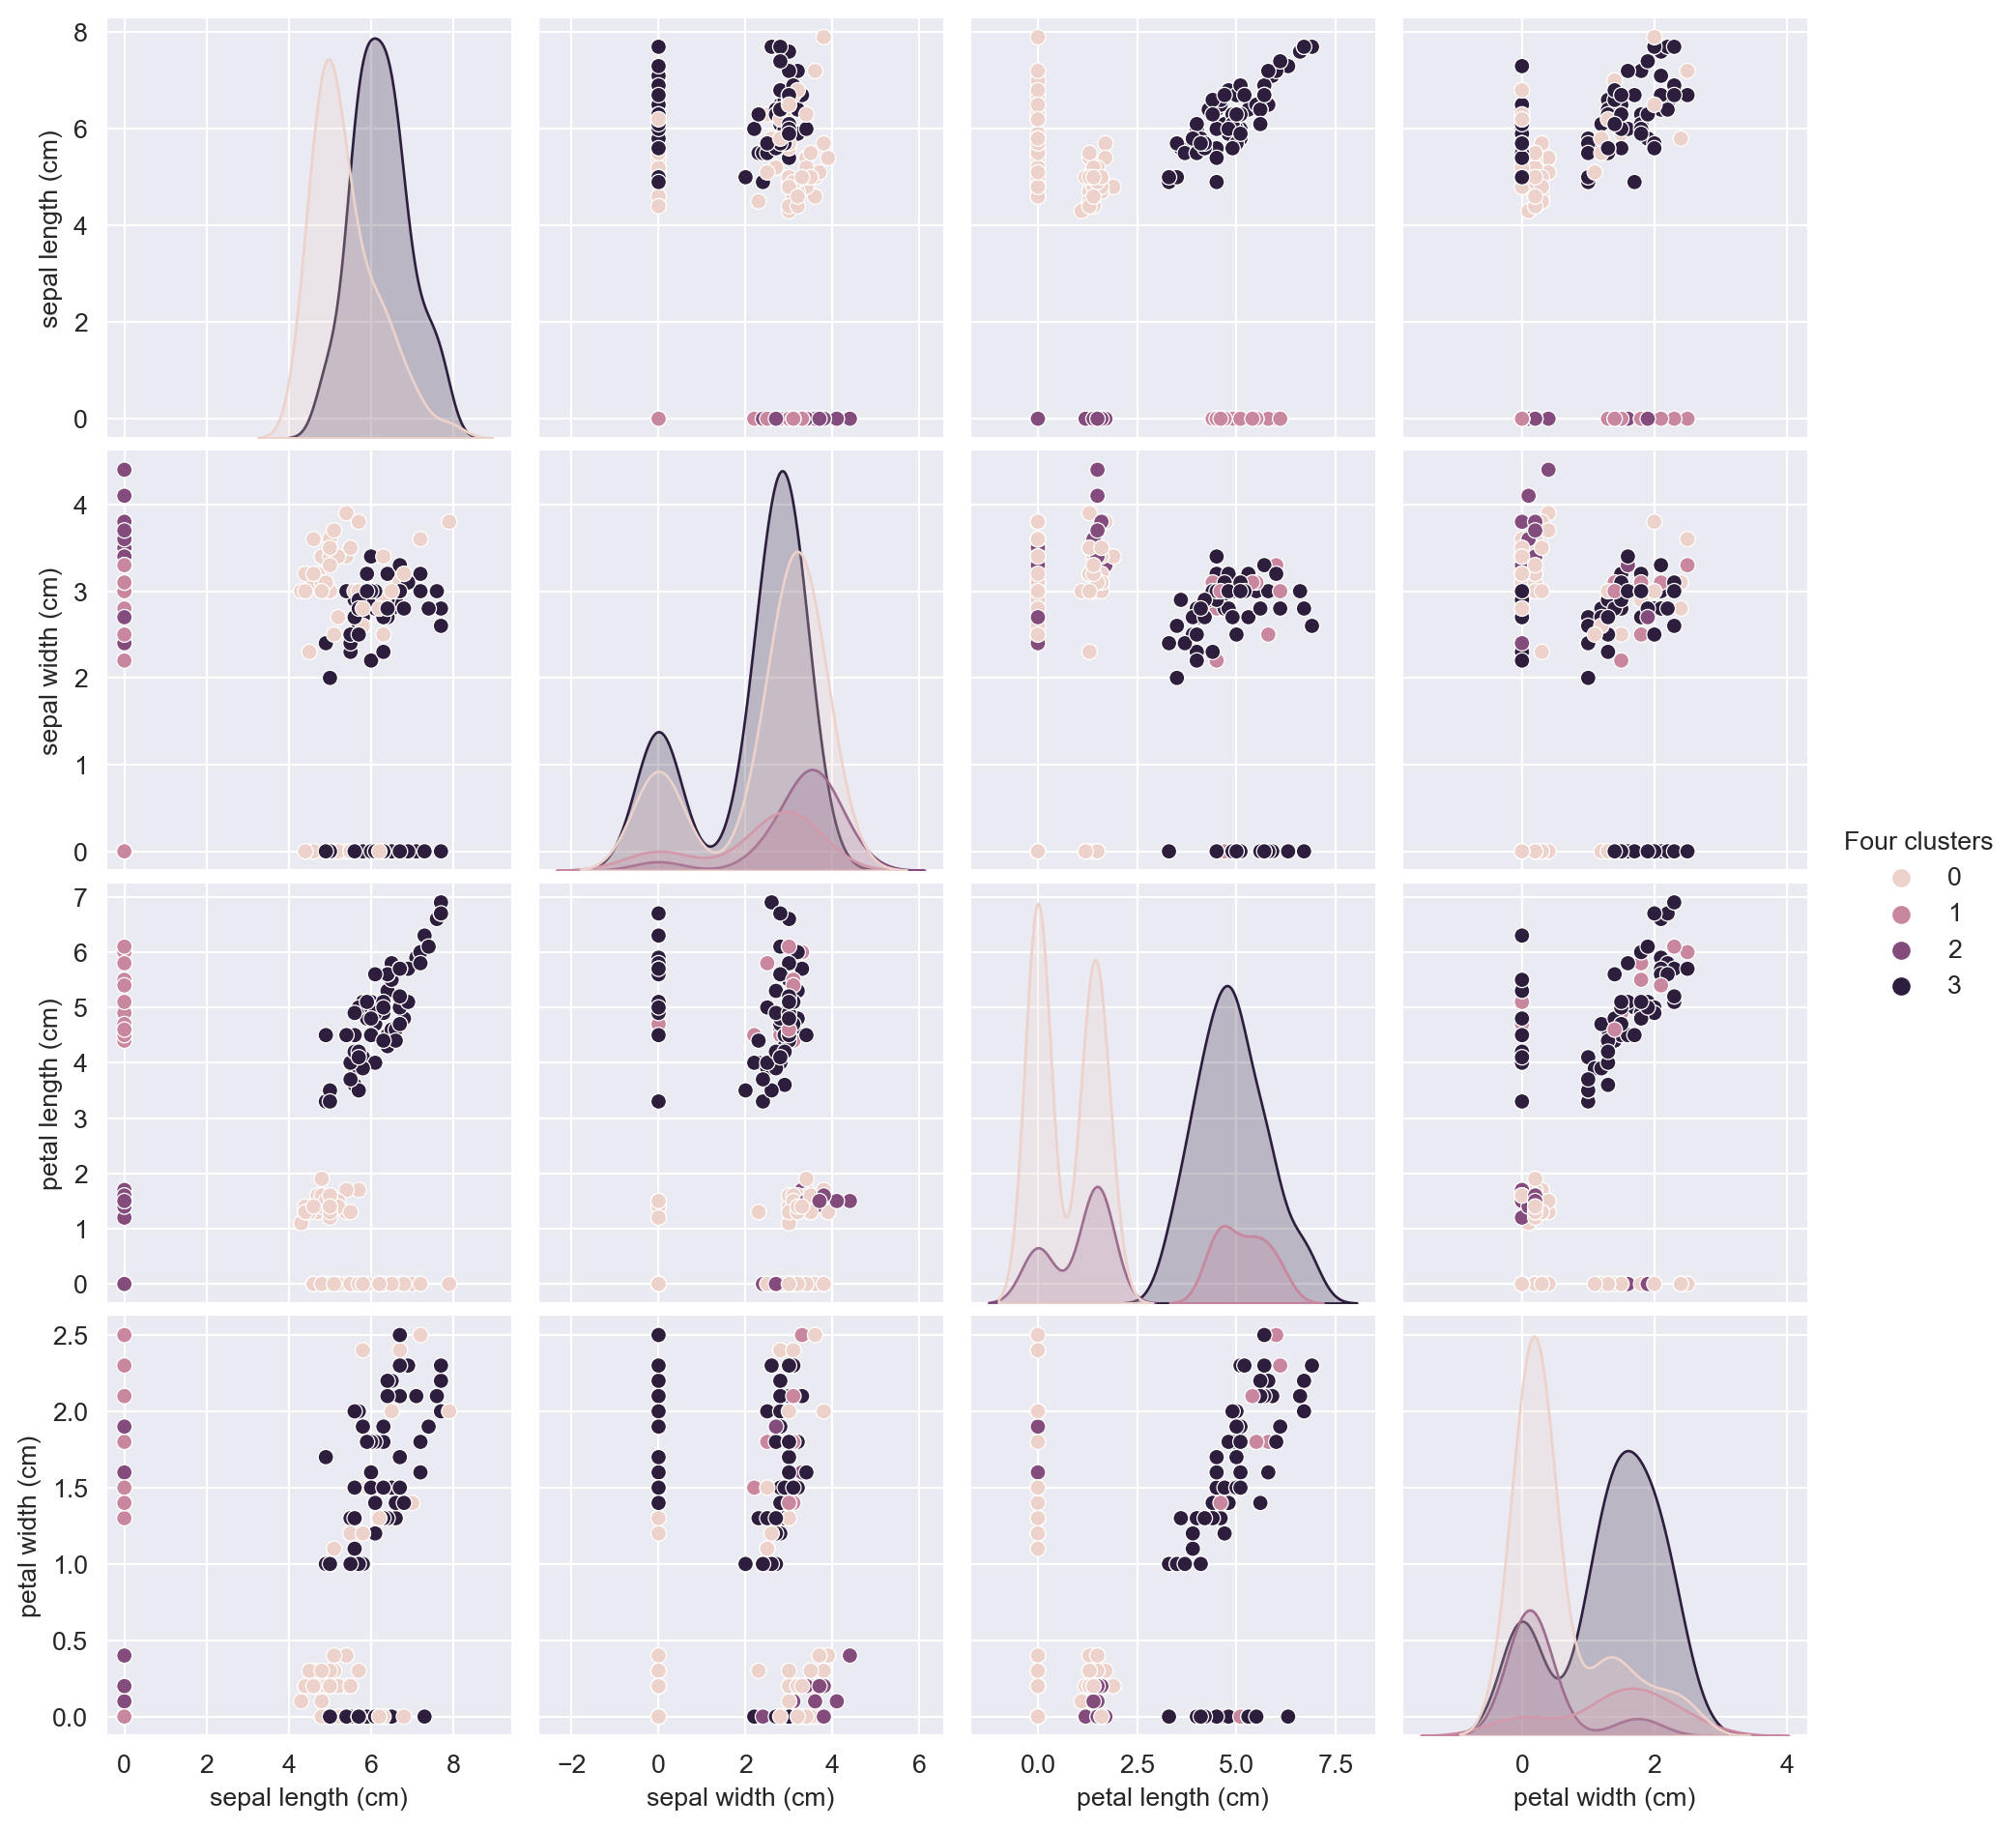 8
6
4
2
0
sepal length (cm)
4
3
2
1
0
sepal width (cm)
Four clusters
0
1
2
3
7
6
5
4
3
2
1
0
petal length (cm)
2.5
2.0
1.5
1.0
0.5
0.0
petal width (cm)
0 2 4 6 8
−2 0 2 4 6
0.0 2.5 5.0 7.5
0 2 4
sepal length (cm)
sepal width (cm)
petal length (cm)
petal width (cm)